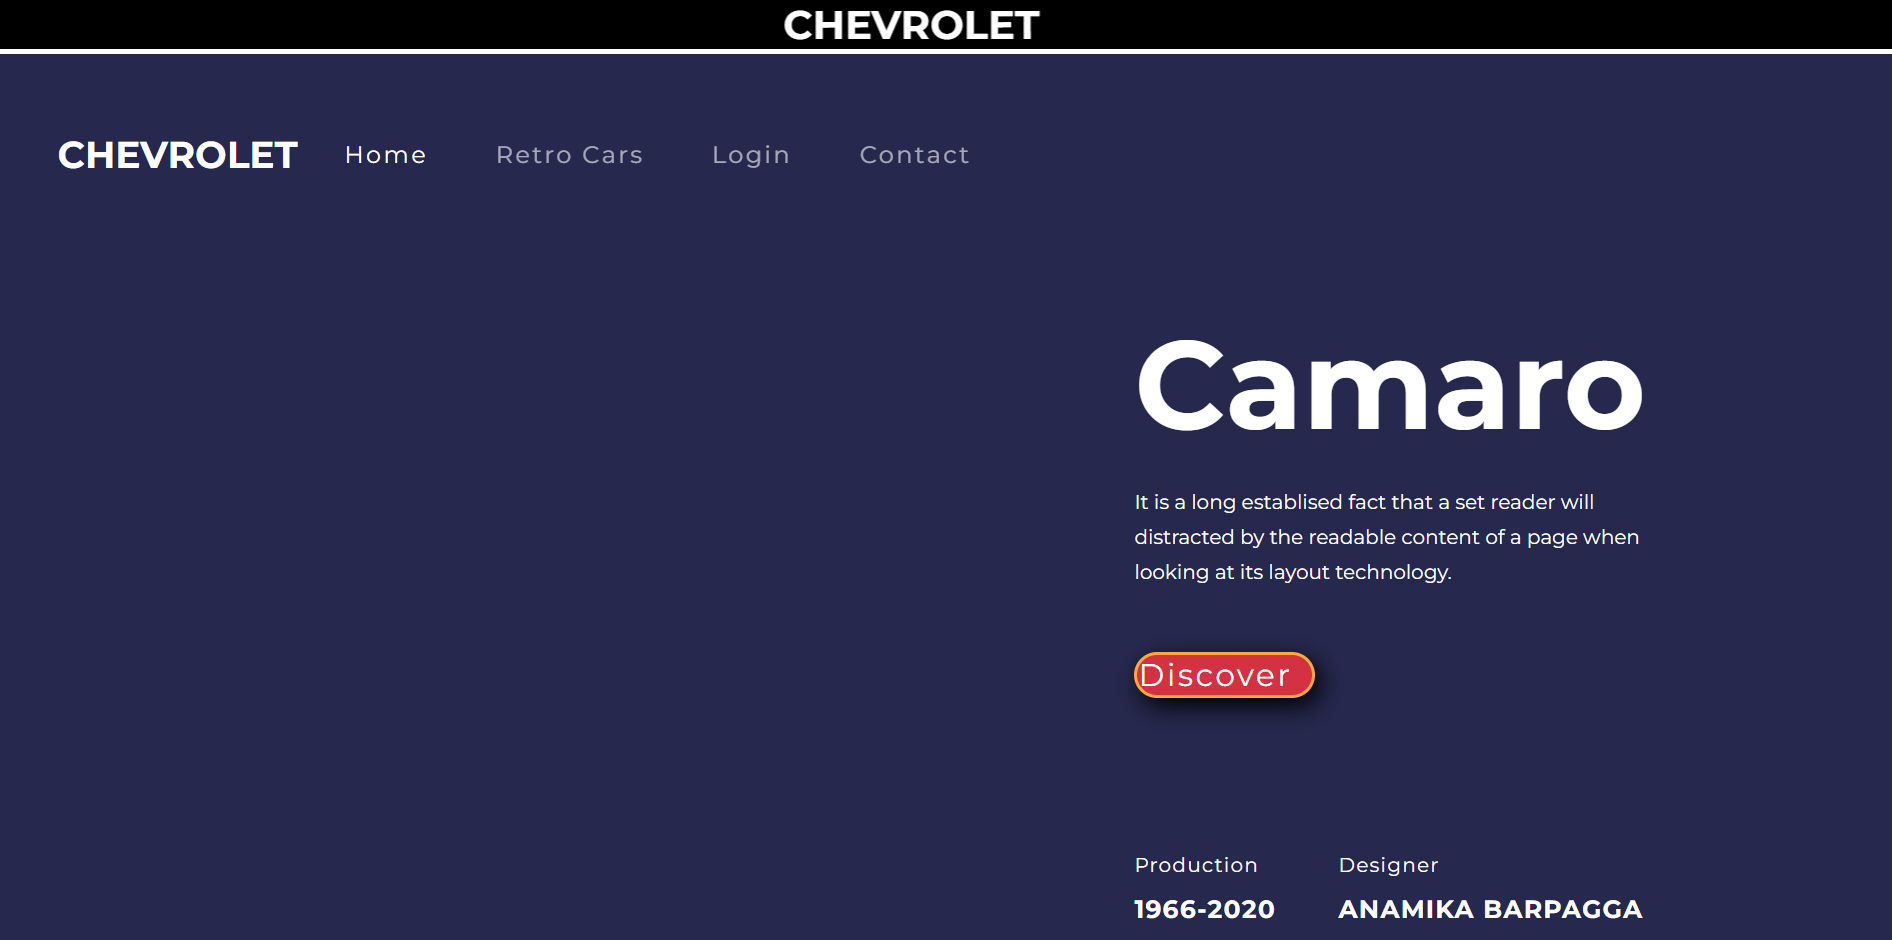 CHEVROLET
CHEVROLET Home Retro Cars Login Contact
Camaro
It is a long establised fact that a set reader will
distracted by the readable content of a page when
looking at its layout technology.
Discover
Production Designer
1966-2020 ANAMIKA BARPAGGA